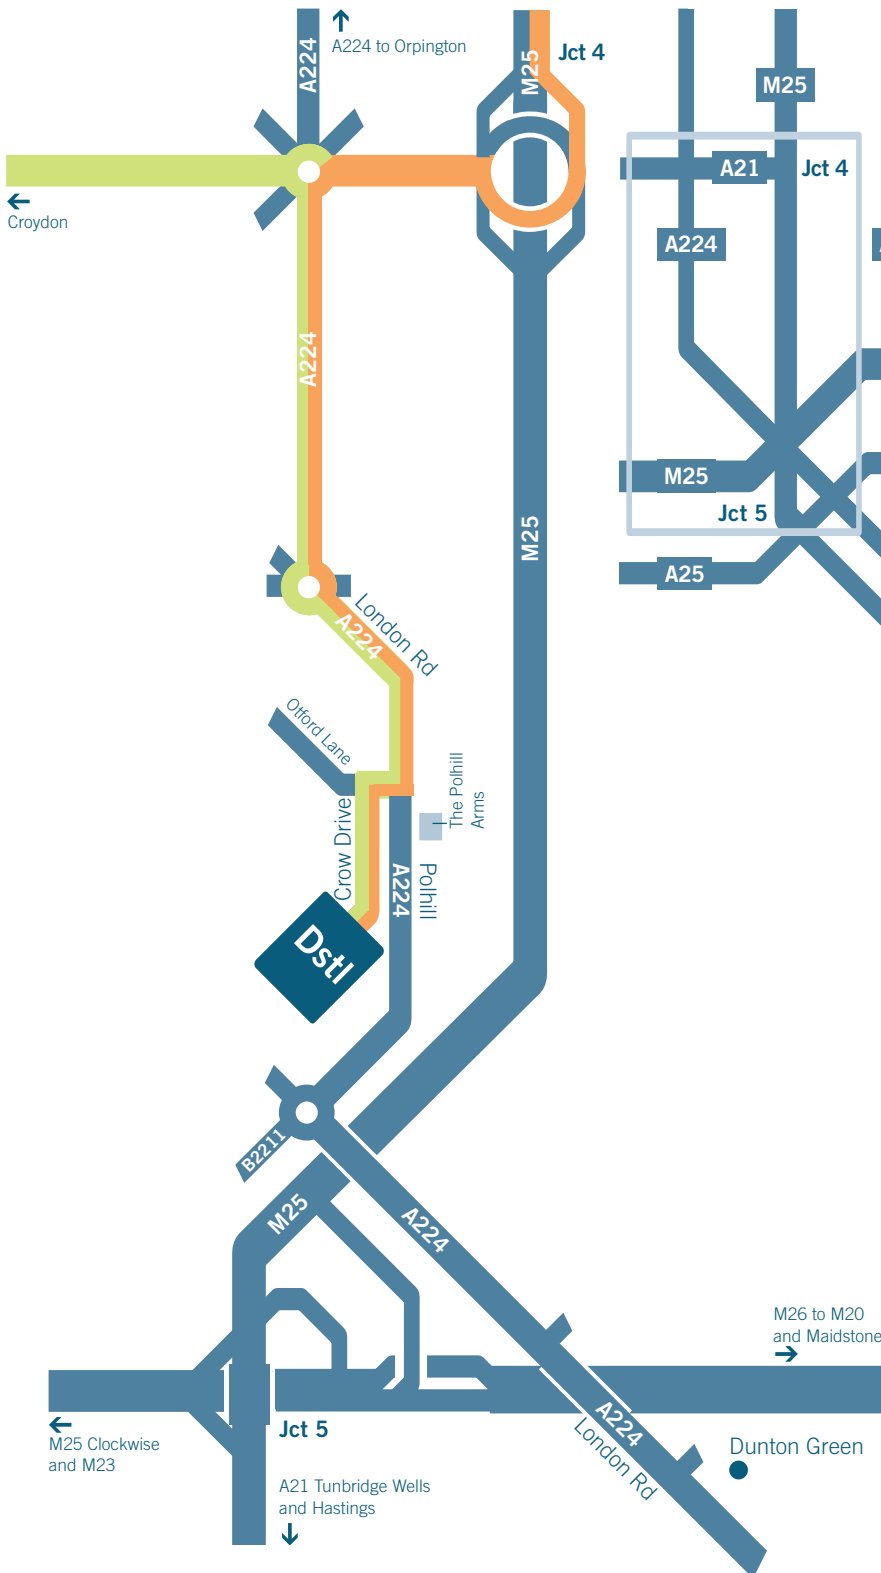 A224
A224 to Orpington
M25
Jct 4
M25
A21
Jct 4
Croydon
A224
A224
M25
M25
Jct 5
A25
London Rd
A224
Otford Lane
The Polhill
Arms
Crow Drive
A224
Polhill
Dstl
B2211
M25
A224
M26 to M20
and Maidstone
Jct 5
M25 Clockwise
and M23
A224
London Rd
Dunton Green
A21 Tunbridge Wells
and Hastings